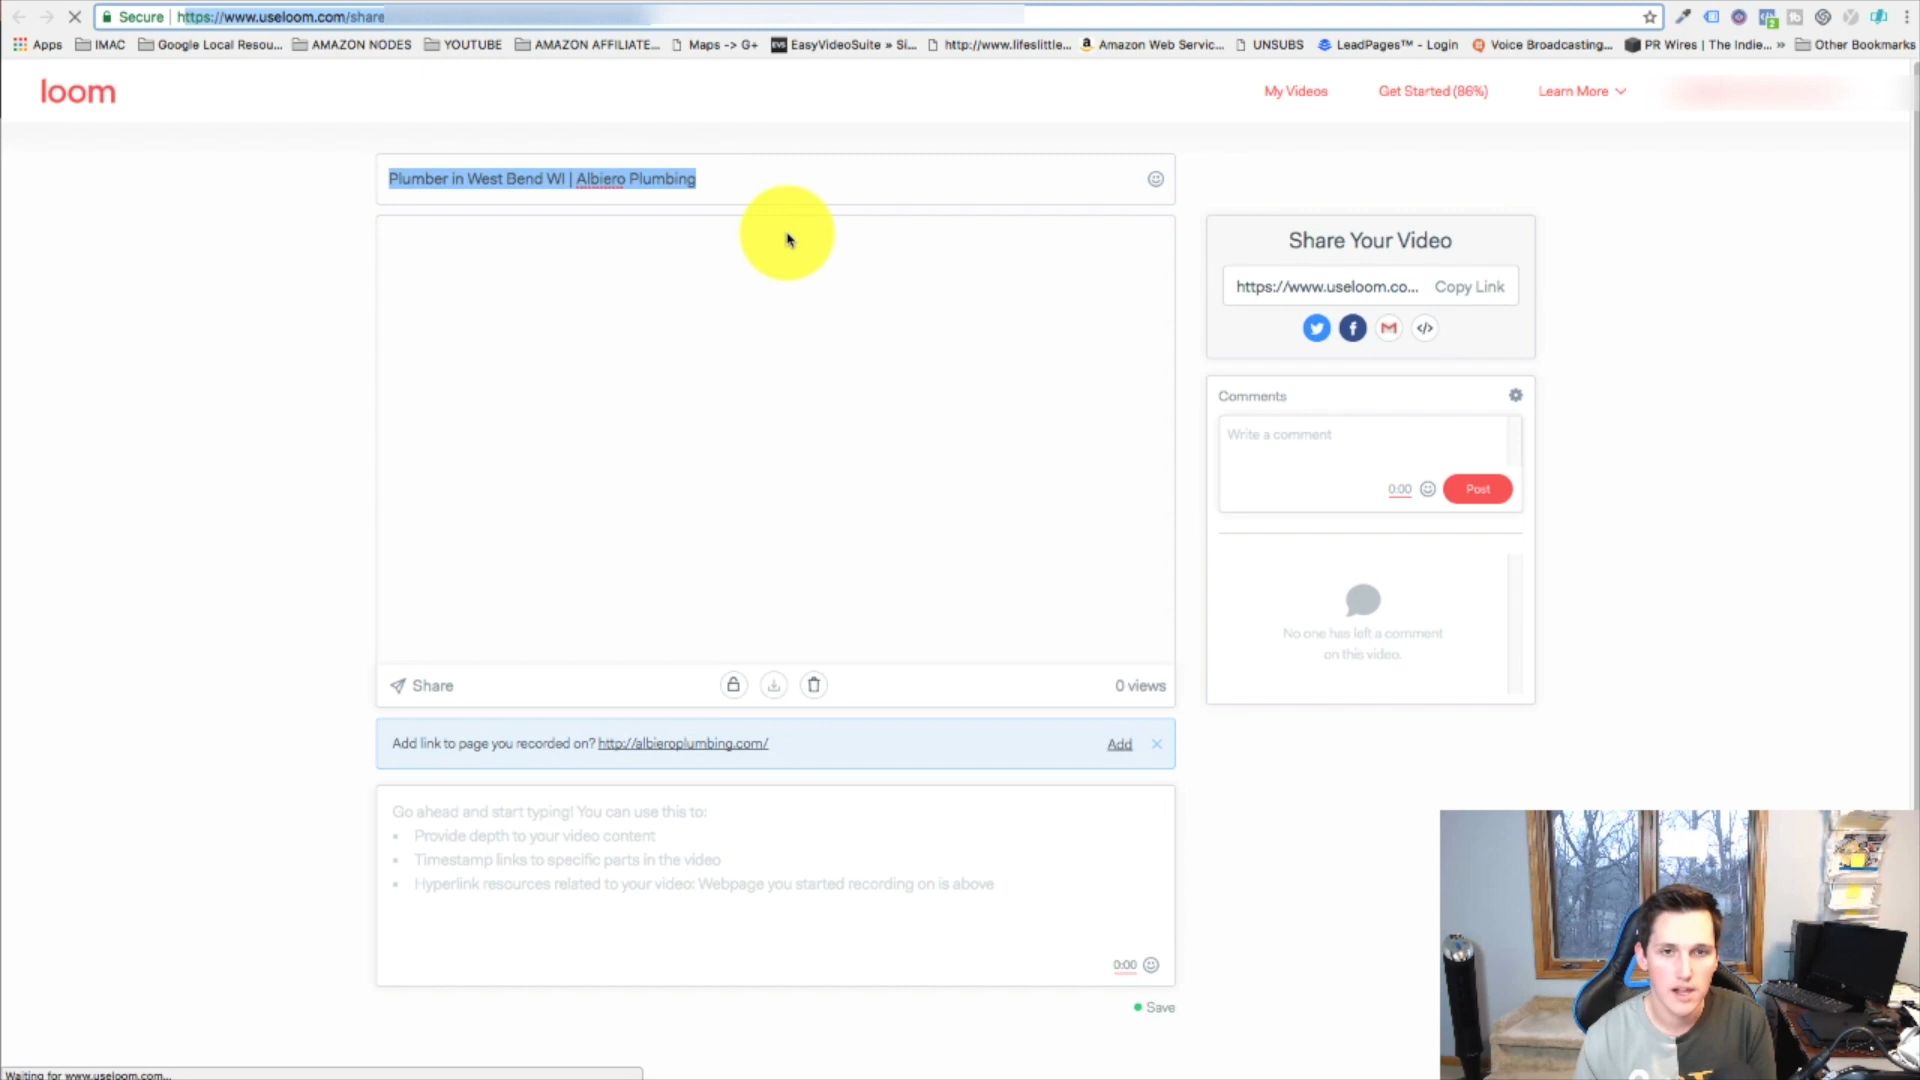 Secure | https://www.useloom.com/share
Apps IMAC Google Local Resou... AMAZON NODES YOUTUBE AMAZON AFFILIATE... Maps -> G+ EVS EasyVideoSuite » Si... http://www.lifeslittle... Amazon Web Servic... UNSUBS LeadPages™ - Login Voice Broadcasting... PR Wires | The Indie... » Other Bookmarks
loom
My Videos Get Started (86%) Learn More
Plumber in West Bend WI | Albiero Plumbing
Share Your Video
https://www.useloom.co... Copy Link
Comments
Write a comment
0:00 Post
No one has left a comment
on this video.
Share 0 views
Add link to page you recorded on? http://albieroplumbing.com/ Add
Go ahead and start typing! You can use this to:
Provide depth to your video content
Timestamp links to specific parts in the video
Hyperlink resources related to your video: Webpage you started recording on is above
0:00
Save
Waiting for www.useloom.com...